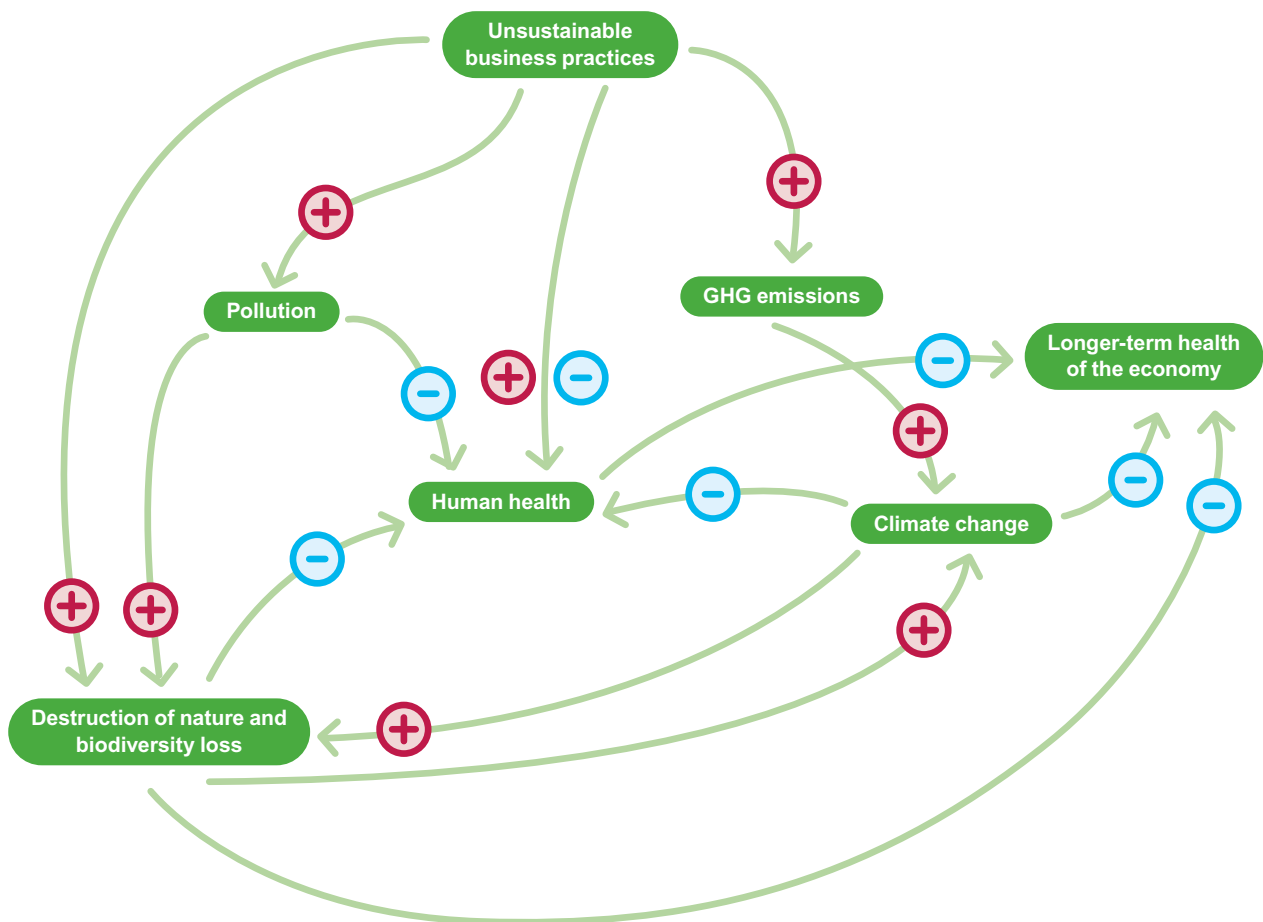 Unsustainable
business practices
Pollution
GHG emissions
Longer-term health
of the economy
Human health
Climate change
Destruction of nature and
biodiversity loss